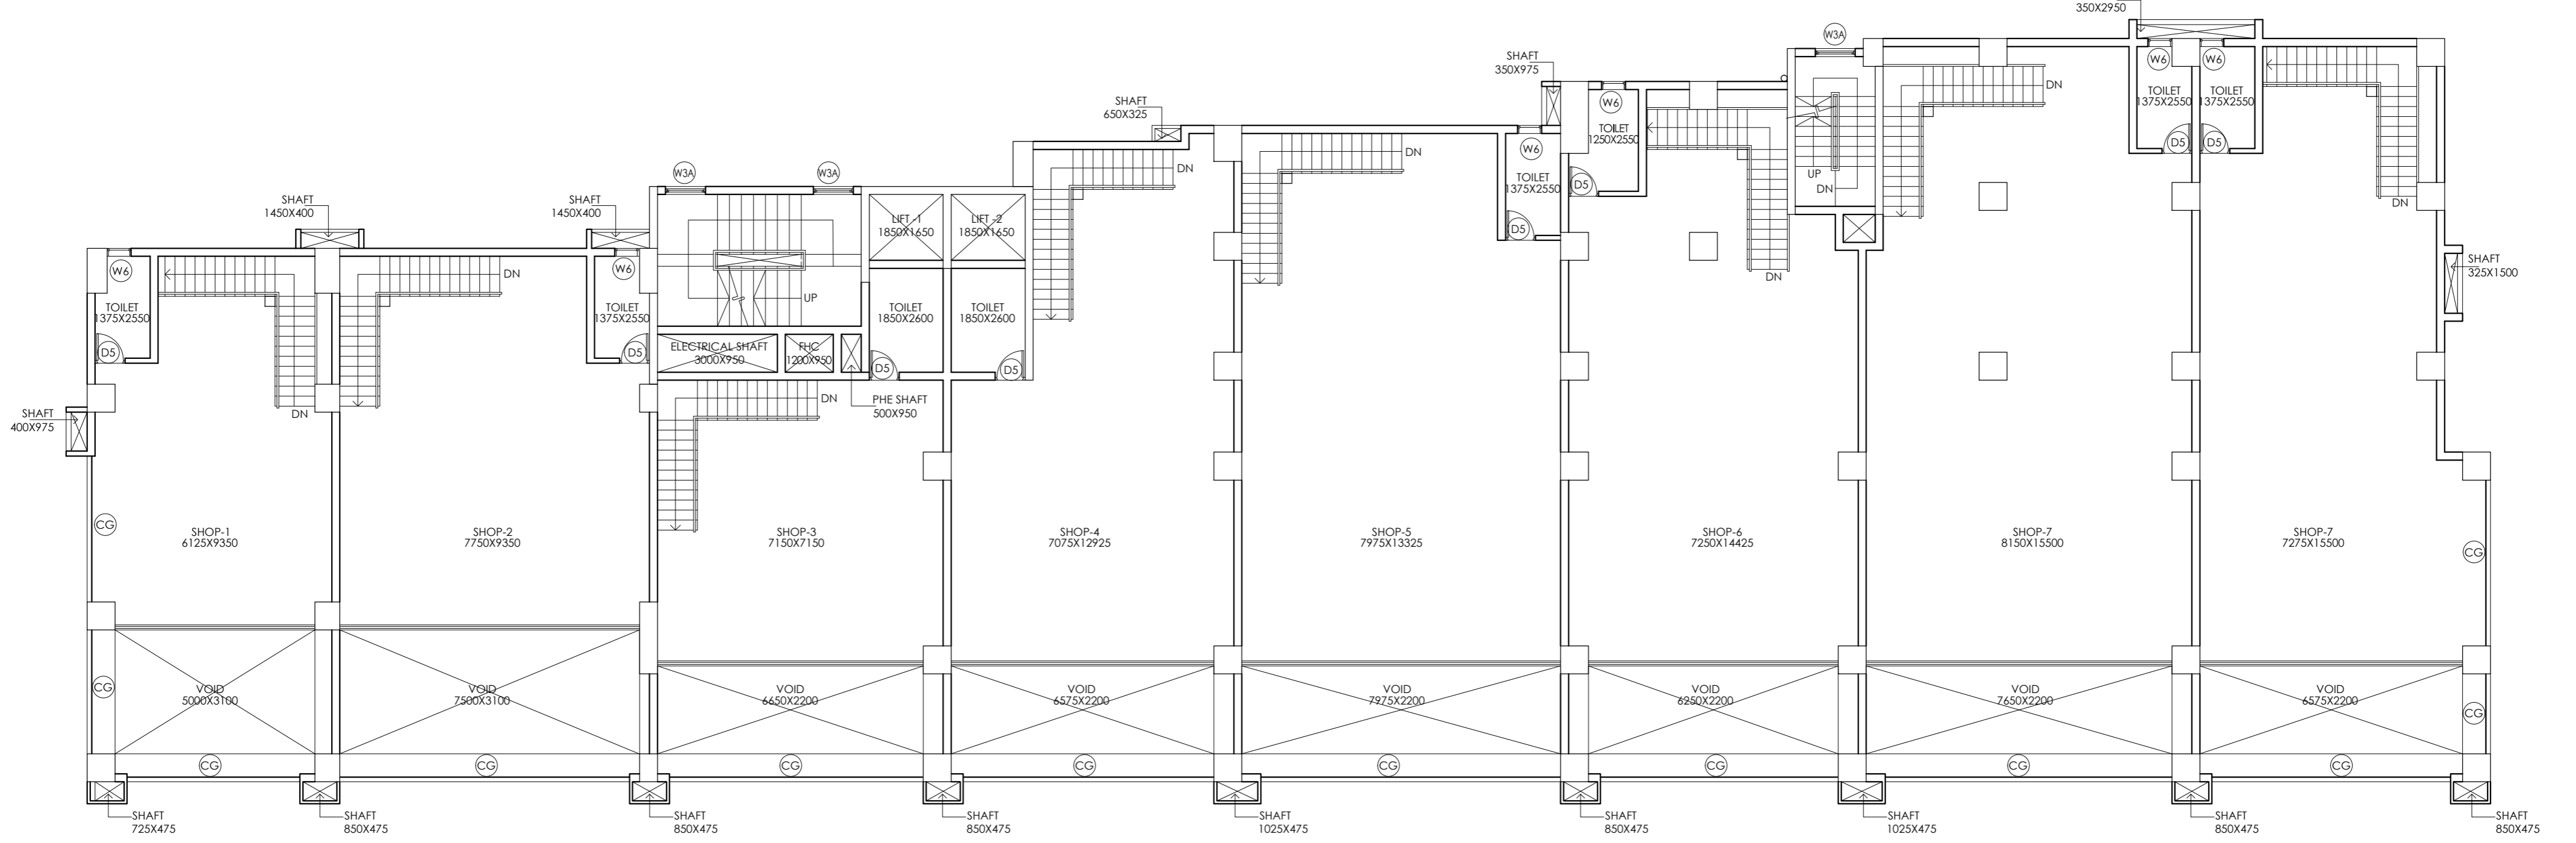 350X2950
W3A
SHAFT
350X975
W6
W6
TOILET
1375X2550
TOILET
1375X2550
D5
D5
DN
DN
SHAFT
650X325
W6
TOILET
1250X2550
D5
UP
DN
DN
W3A
W3A
DN
DN
W6
TOILET
1375X2550
D5
SHAFT
1450X400
SHAFT
1450X400
LIFT -1
1850X1650
LIFT -2
1850X1650
SHAFT
325X1500
W6
TOILET
1375X2550
D5
DN
DN
W6
TOILET
1375X2550
D5
UP
TOILET
1850X2600
TOILET
1850X2600
D5
D5
ELECTRICAL SHAFT
3000X950
FHC
1200X950
PHE SHAFT
500X950
DN
SHAFT
400X975
CG
CG
SHOP-1
6125X9350
SHOP-2
7750X9350
SHOP-3
7150X7150
SHOP-4
7075X12925
SHOP-5
7975X13325
SHOP-6
7250X14425
SHOP-7
8150X15500
SHOP-7
7275X15500
CG
VOID
5000X3100
VOID
7500X3100
VOID
6650X2200
VOID
6575X2200
VOID
7975X2200
VOID
6250X2200
VOID
7650X2200
VOID
6575X2200
CG
CG
CG
CG
CG
CG
CG
CG
CG
SHAFT
725X475
SHAFT
850X475
SHAFT
850X475
SHAFT
850X475
SHAFT
1025X475
SHAFT
850X475
SHAFT
1025X475
SHAFT
850X475
SHAFT
850X475